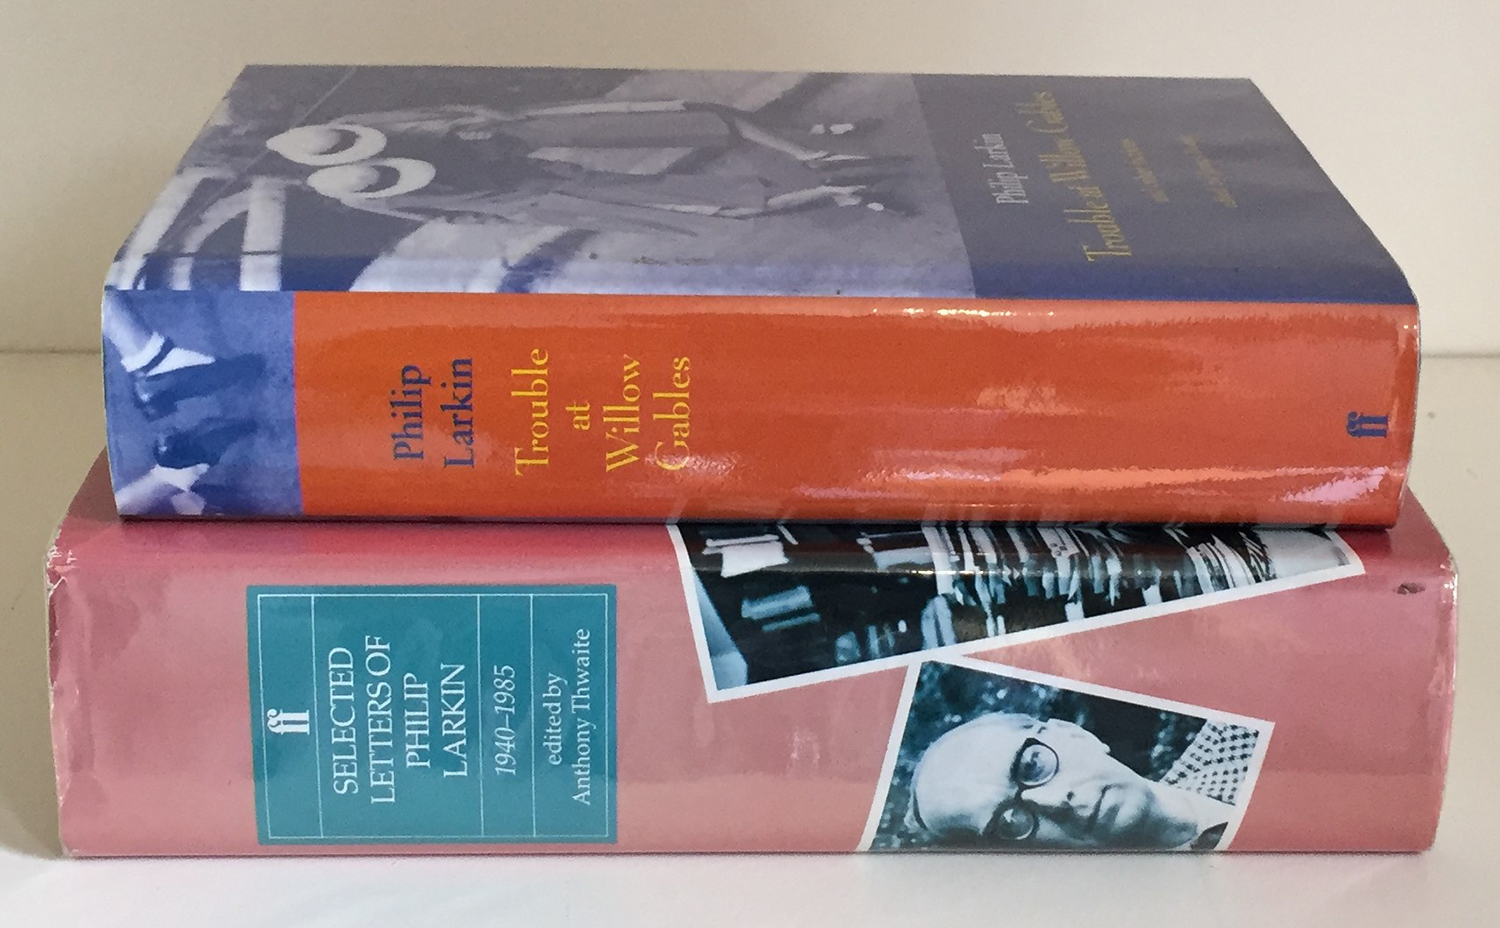 Philip Larkin
Trouble at Willow Gables
Philip
Larkin
Trouble
at
Willow
Gables
ff
ff
SELECTED
LETTERS OF
PHILIP
LARKIN
1940–1985
edited by
Anthony Thwaite